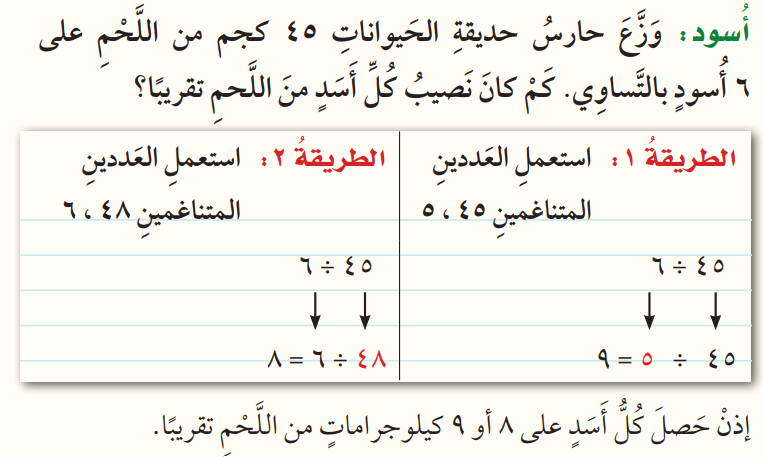 أُسود: وَزَّعَ حارسُ حديقةِ الحَيواناتِ ٤٥ كجم من اللَّحْمِ على
٦ أُسودٍ بالتَّساوِي. كَمْ كانَ نَصيبُ كُلِّ أَسَدٍ منَ اللَّحمِ تقريبًا؟
الطريقةُ ١: استعملِ العَددينِ
المتناغمينِ ٤٥ ، ٥
٤٥ ÷ ٦
٤٥ ÷ ٥ = ٩
الطريقةُ ٢: استعملِ العَددينِ
المتناغمينِ ٤٨ ، ٦
٤٥ ÷ ٦
٤٨ ÷ ٦ = ٨
إذنْ حَصلَ كُلُّ أَسَدٍ على ٨ أو ٩ كيلوجراماتٍ من اللَّحْمِ تقريبًا.